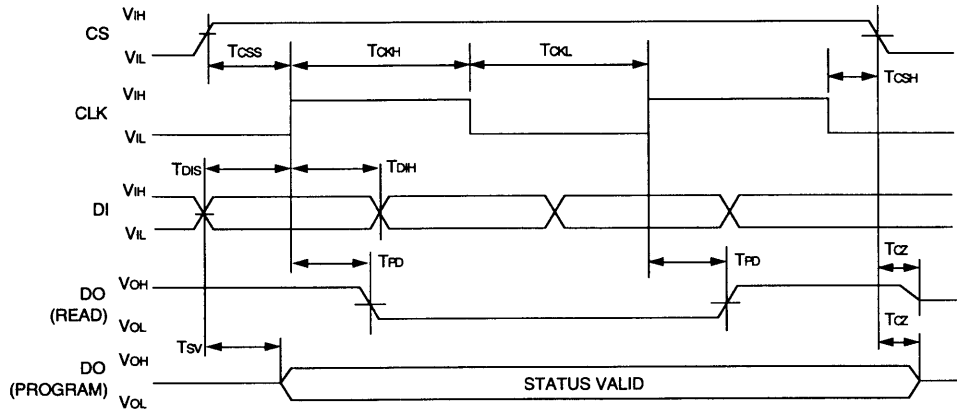 VIH
CS
VIL
TCSS
TCKH
TCKL
TCSH
VIH
CLK
VIL
TDIS
TDIH
VIH
DI
VIL
TPD
TPD
TCZ
VOH
DO
(READ)
VOL
TCZ
TSV
VOH
DO
(PROGRAM)
VOL
STATUS VALID